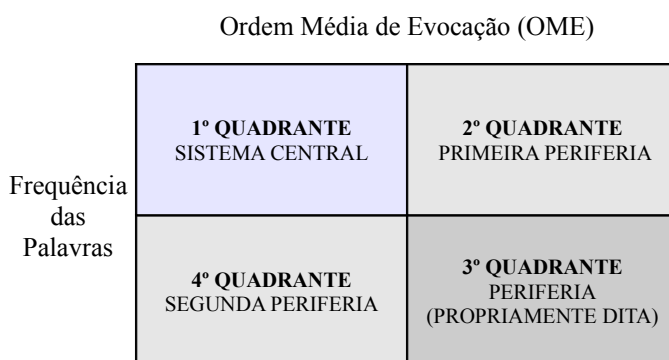 Ordem Média de Evocação (OME)
1º QUADRANTE
SISTEMA CENTRAL
2º QUADRANTE
PRIMEIRA PERIFERIA
Frequência
das
Palavras
4º QUADRANTE
SEGUNDA PERIFERIA
3º QUADRANTE
PERIFERIA
(PROPRIAMENTE DITA)